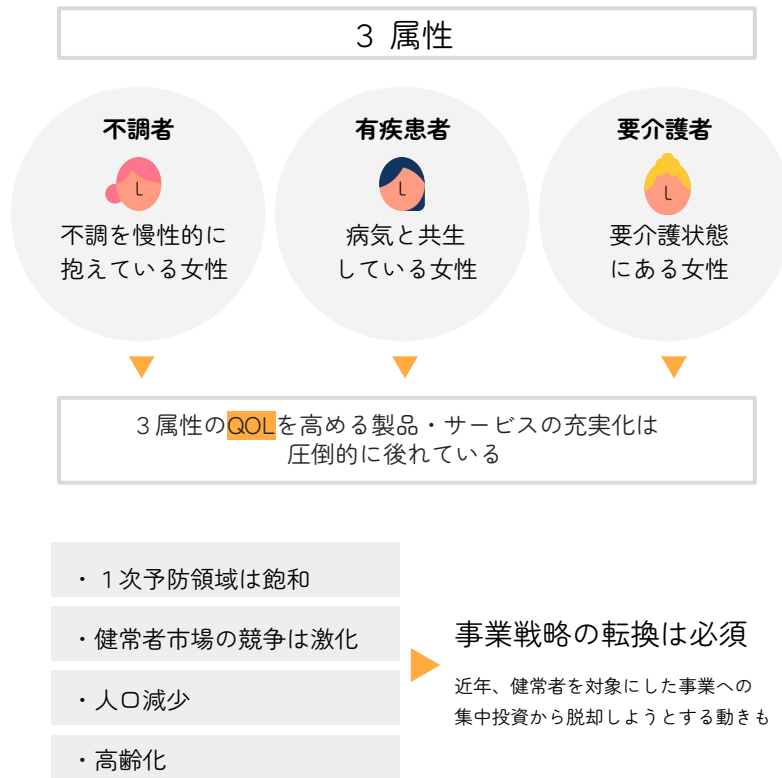 ３ 属性
不調者
不調を慢性的に
抱えている女性
有疾患者
病気と共生
している女性
要介護者
要介護状態
にある女性
３属性のQOLを高める製品・サービスの充実化は
圧倒的に後れている
・１次予防領域は飽和
・健常者市場の競争は激化
・人口減少
・高齢化
事業戦略の転換は必須
近年、健常者を対象にした事業への
集中投資から脱却しようとする動きも